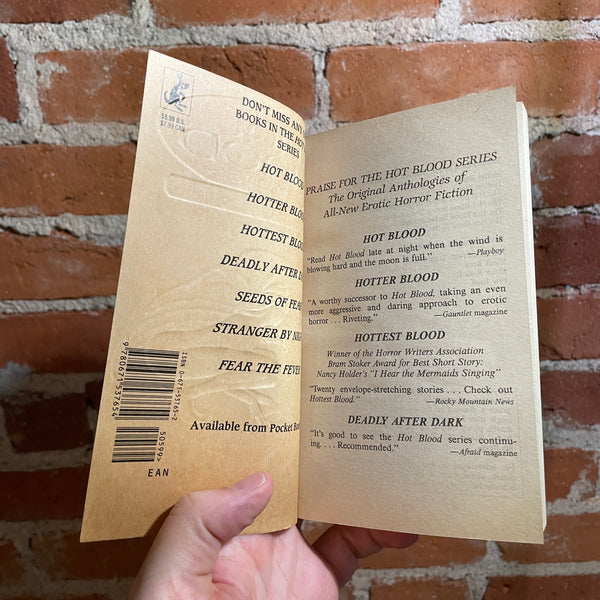 $5.99 U.S.
$7.99 CAN.
DON'T MISS ANY
BOOKS IN THE HOT
SERIES
HOT BLOOD
HOTTER BLOOD
HOTTEST BLOO
DEADLY AFTER D
SEEDS OF FEA
STRANGER BY NI
FEAR THE FEVER
Available from Pocket Boo
ISBN 0-671-53765-2
9 780671 537654
50599>
EAN
PRAISE FOR THE HOT BLOOD SERIES
The Original Anthologies of
All-New Erotic Horror Fiction
HOT BLOOD
"Read Hot Blood late at night when the wind is
blowing hard and the moon is full." —Playboy
HOTTER BLOOD
"A worthy successor to Hot Blood, taking an even
more aggressive and daring approach to erotic
horror . . . Riveting." —Gauntlet magazine
HOTTEST BLOOD
Winner of the Horror Writers Association
Bram Stoker Award for Best Short Story:
Nancy Holder's "I Hear the Mermaids Singing"
"Twenty envelope-stretching stories . . . Check out
Hottest Blood." —Rocky Mountain News
DEADLY AFTER DARK
"It's good to see the Hot Blood series continu-
ing. . . . Recommended." —Afraid magazine